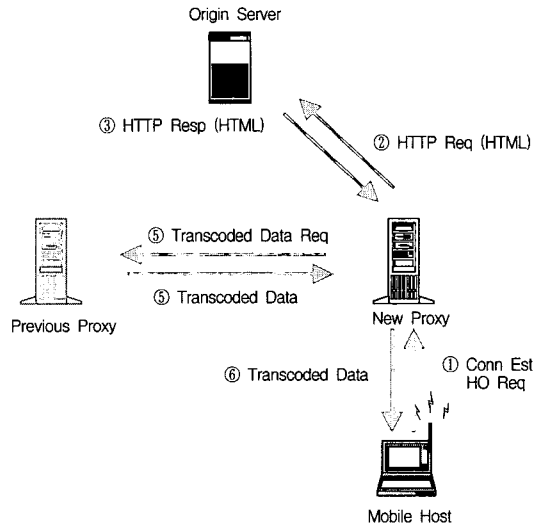 Origin Server
③ HTTP Resp (HTML)
② HTTP Req (HTML)
⑤ Transcoded Data Req
⑤ Transcoded Data
Previous Proxy
New Proxy
① Conn Est
HO Req
⑥ Transcoded Data
Mobile Host